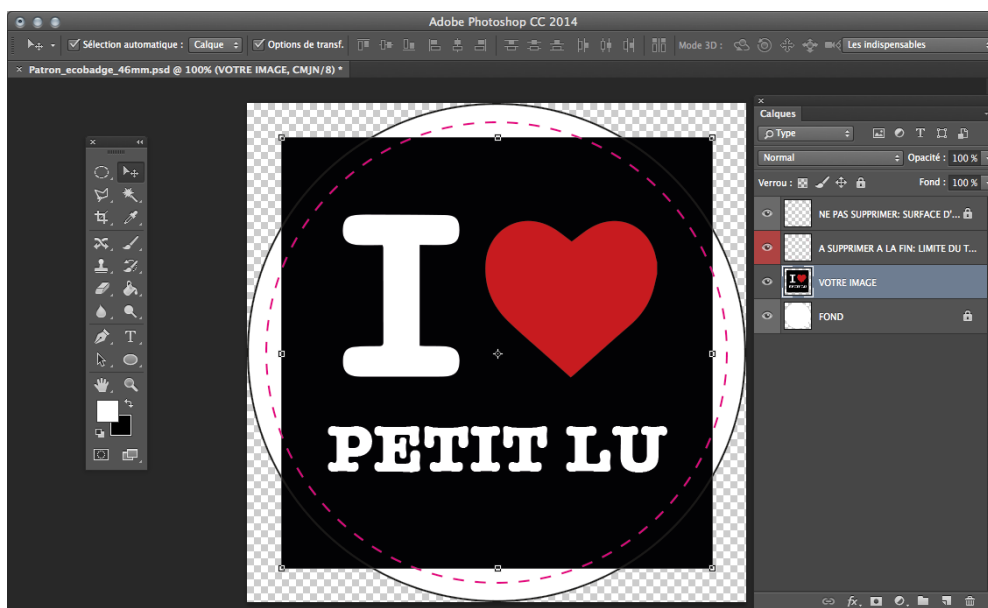 Adobe Photoshop CC 2014
Sélection automatique : Calque Options de transf. Mode 3D : Les indispensables
× Patron_ecobadge_46mm.psd @ 100% (VOTRE IMAGE, CMJN/8) *
Calques
Type
Normal Opacité : 100 %
Verrou : Fond : 100 %
NE PAS SUPPRIMER: SURFACE D'...
A SUPPRIMER A LA FIN: LIMITE DU T...
VOTRE IMAGE
FOND
I
PETIT LU